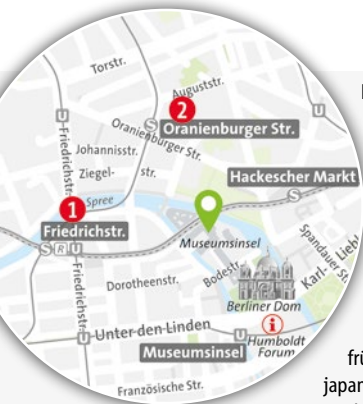 Torstr.
Auguststr.
2
Oranienburger Str.
Oranienburger Str.
U-Friedrichstr.
Johannisstr.
Ziegel- str.
Hackescher Markt
1
Spree
Friedrichstr.
Museumsinsel
S R U
Bodestr.
Spandauer Str.
Karl- Lieb
Dorotheenstr.
Friedrichstr.
Berliner Dom
Unter-den-Linden
U
i
Humboldt Forum
Museumsinsel
Französische Str.
frü
japan